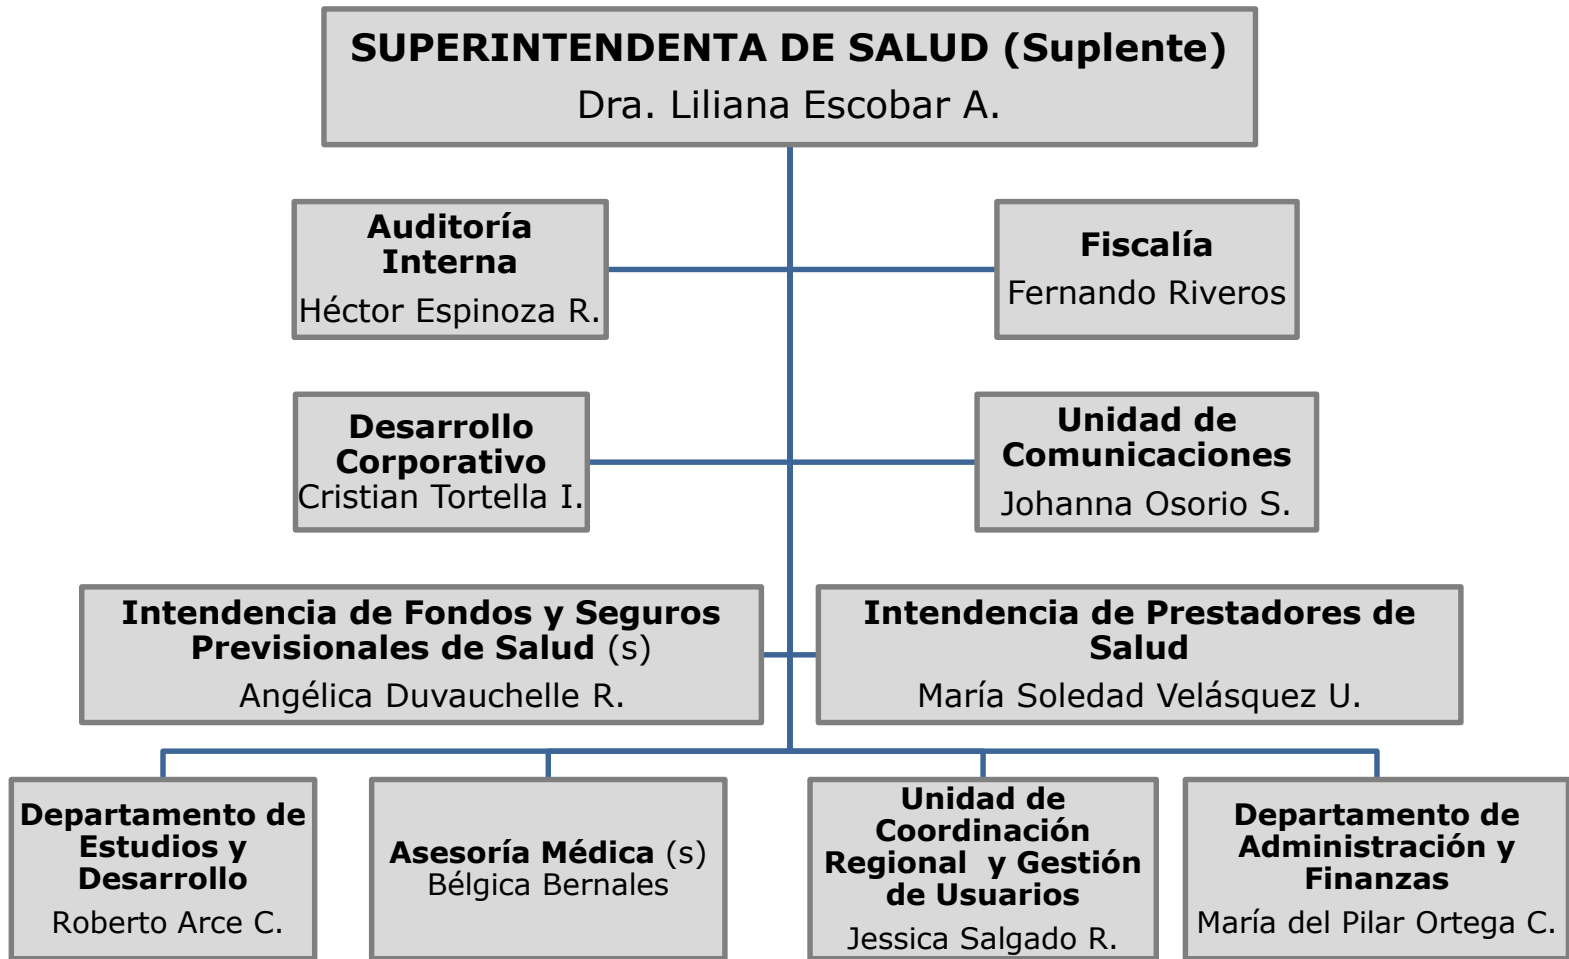 SUPERINTENDENTA DE SALUD (Suplente)
Dra. Liliana Escobar A.
Auditoría
Interna
Héctor Espinoza R.
Fiscalía
Fernando Riveros
Desarrollo
Corporativo
Cristian Tortella I.
Unidad de
Comunicaciones
Johanna Osorio S.
Intendencia de Fondos y Seguros
Previsionales de Salud (s)
Angélica Duvauchelle R.
Intendencia de Prestadores de
Salud
María Soledad Velásquez U.
Departamento de
Estudios y
Desarrollo
Roberto Arce C.
Asesoría Médica (s)
Bélgica Bernales
Unidad de
Coordinación
Regional y Gestión
de Usuarios
Jessica Salgado R.
Departamento de
Administración y
Finanzas
María del Pilar Ortega C.